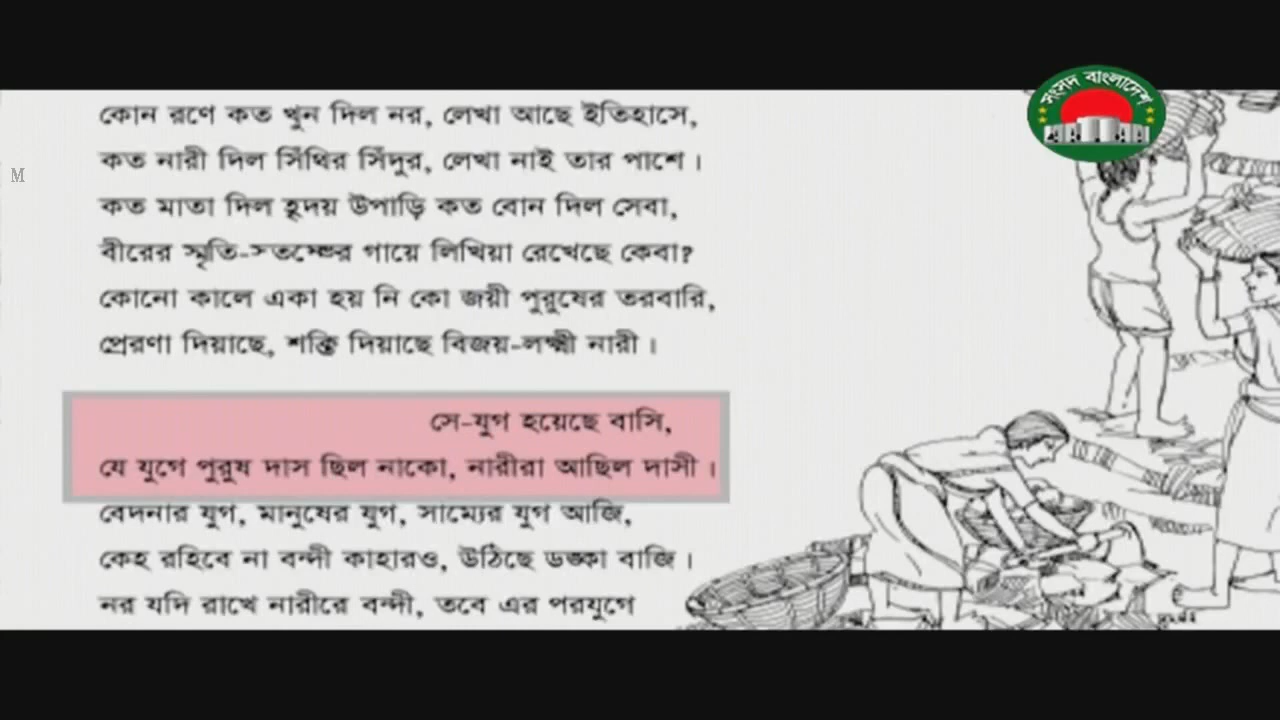 সংসদ বাংলাদেশ
কোন রণে কত খুন দিল নর, লেখা আছে ইতিহাসে,
M
কত নারী দিল সিঁথির সিঁদুর, লেখা নাই তার পাশে ।
কত মাতা দিল হৃদয় উপাড়ি কত বোন দিল সেবা,
বীরের স্মৃতি-স্তম্ভের গায়ে লিখিয়া রেখেছে কেবা?
কোনো কালে একা হয় নি কো জয়ী পুরুষের তরবারি,
প্রেরণা দিয়াছে, শক্তি দিয়াছে বিজয়-লক্ষ্মী নারী ।
সে-যুগ হয়েছে বাসি,
যে যুগে পুরুষ দাস ছিল নাকো, নারীরা আছিল দাসী ।
বেদনার যুগ, মানুষের যুগ, সাম্যের যুগ আজি,
কেহ রহিবে না বন্দী কাহারও, উঠিছে ডঙ্কা বাজি ।
নর যদি রাখে নারীরে বন্দী, তবে এর পরযুগে